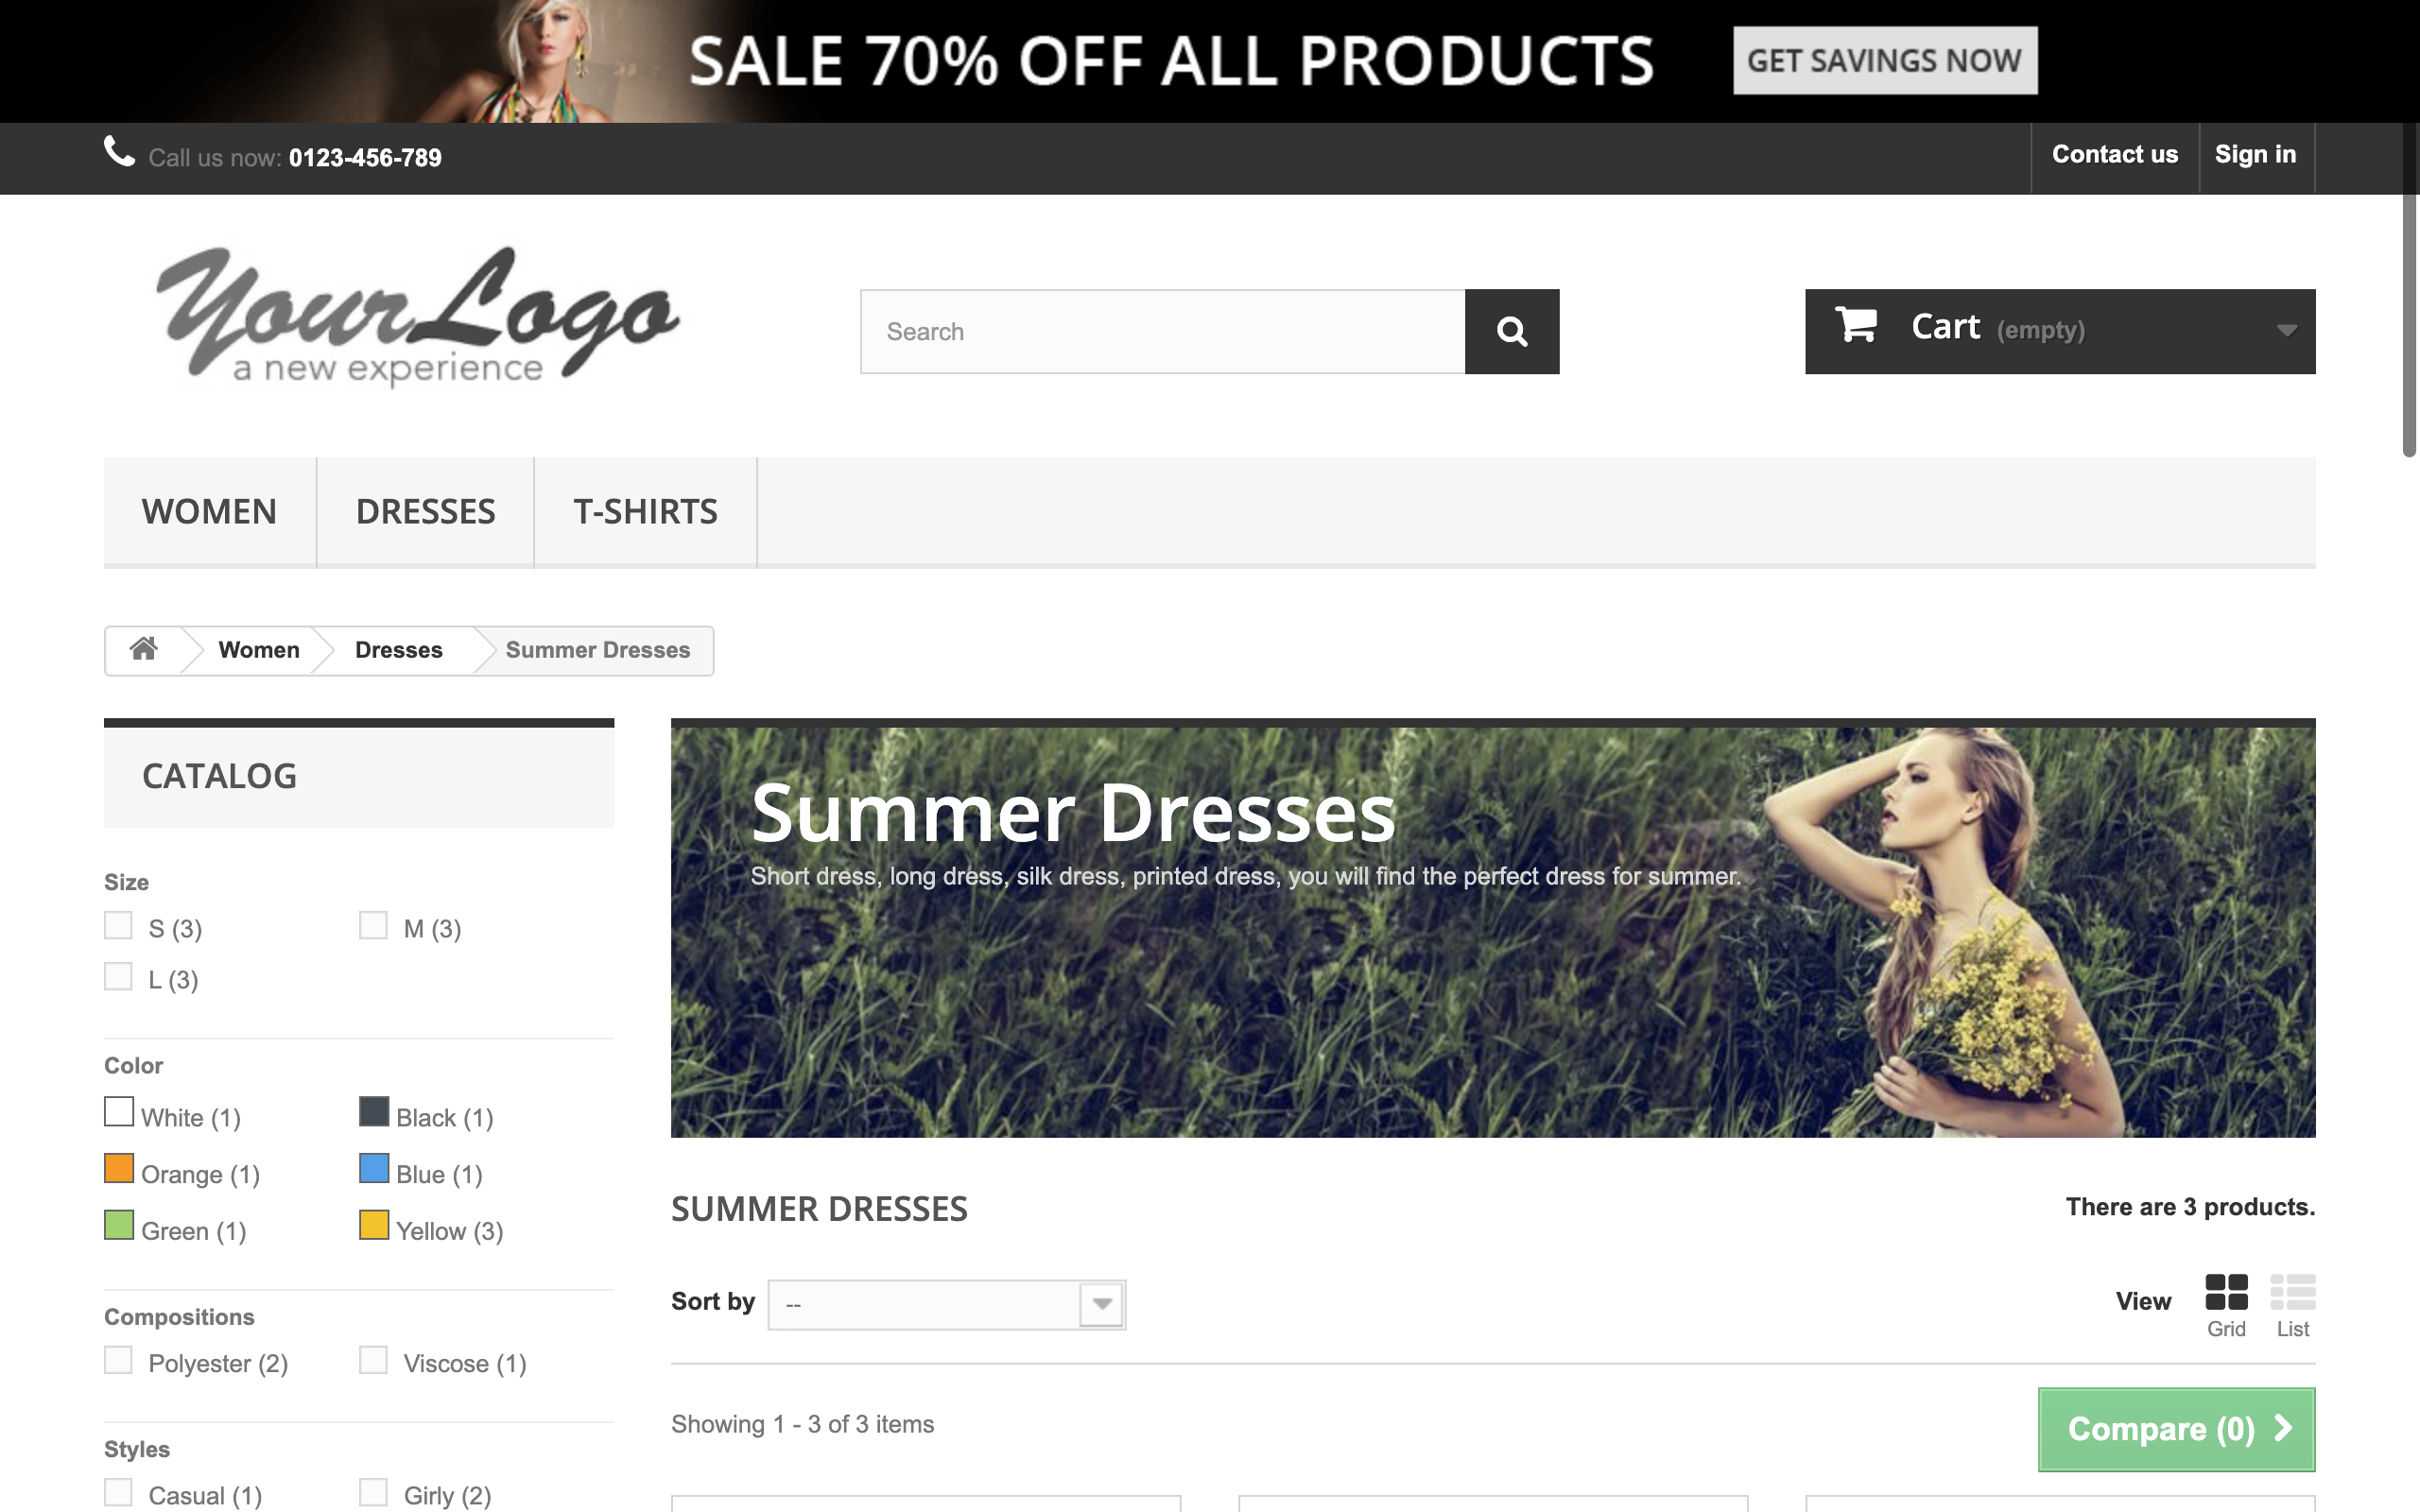 SALE 70% OFF ALL PRODUCTS GET SAVINGS NOW
Call us now: 0123-456-789 Contact us Sign in
YourLogo
a new experience
Search
Cart (empty)
WOMEN DRESSES T-SHIRTS
Women Dresses Summer Dresses
CATALOG
Size
S (3) M (3)
L (3)
Color
White (1) Black (1)
Orange (1) Blue (1)
Green (1) Yellow (3)
Compositions
Polyester (2) Viscose (1)
Styles
Casual (1) Girly (2)
Summer Dresses
Short dress, long dress, silk dress, printed dress, you will find the perfect dress for summer.
SUMMER DRESSES There are 3 products.
Sort by -- View Grid List
Showing 1 - 3 of 3 items Compare (0)